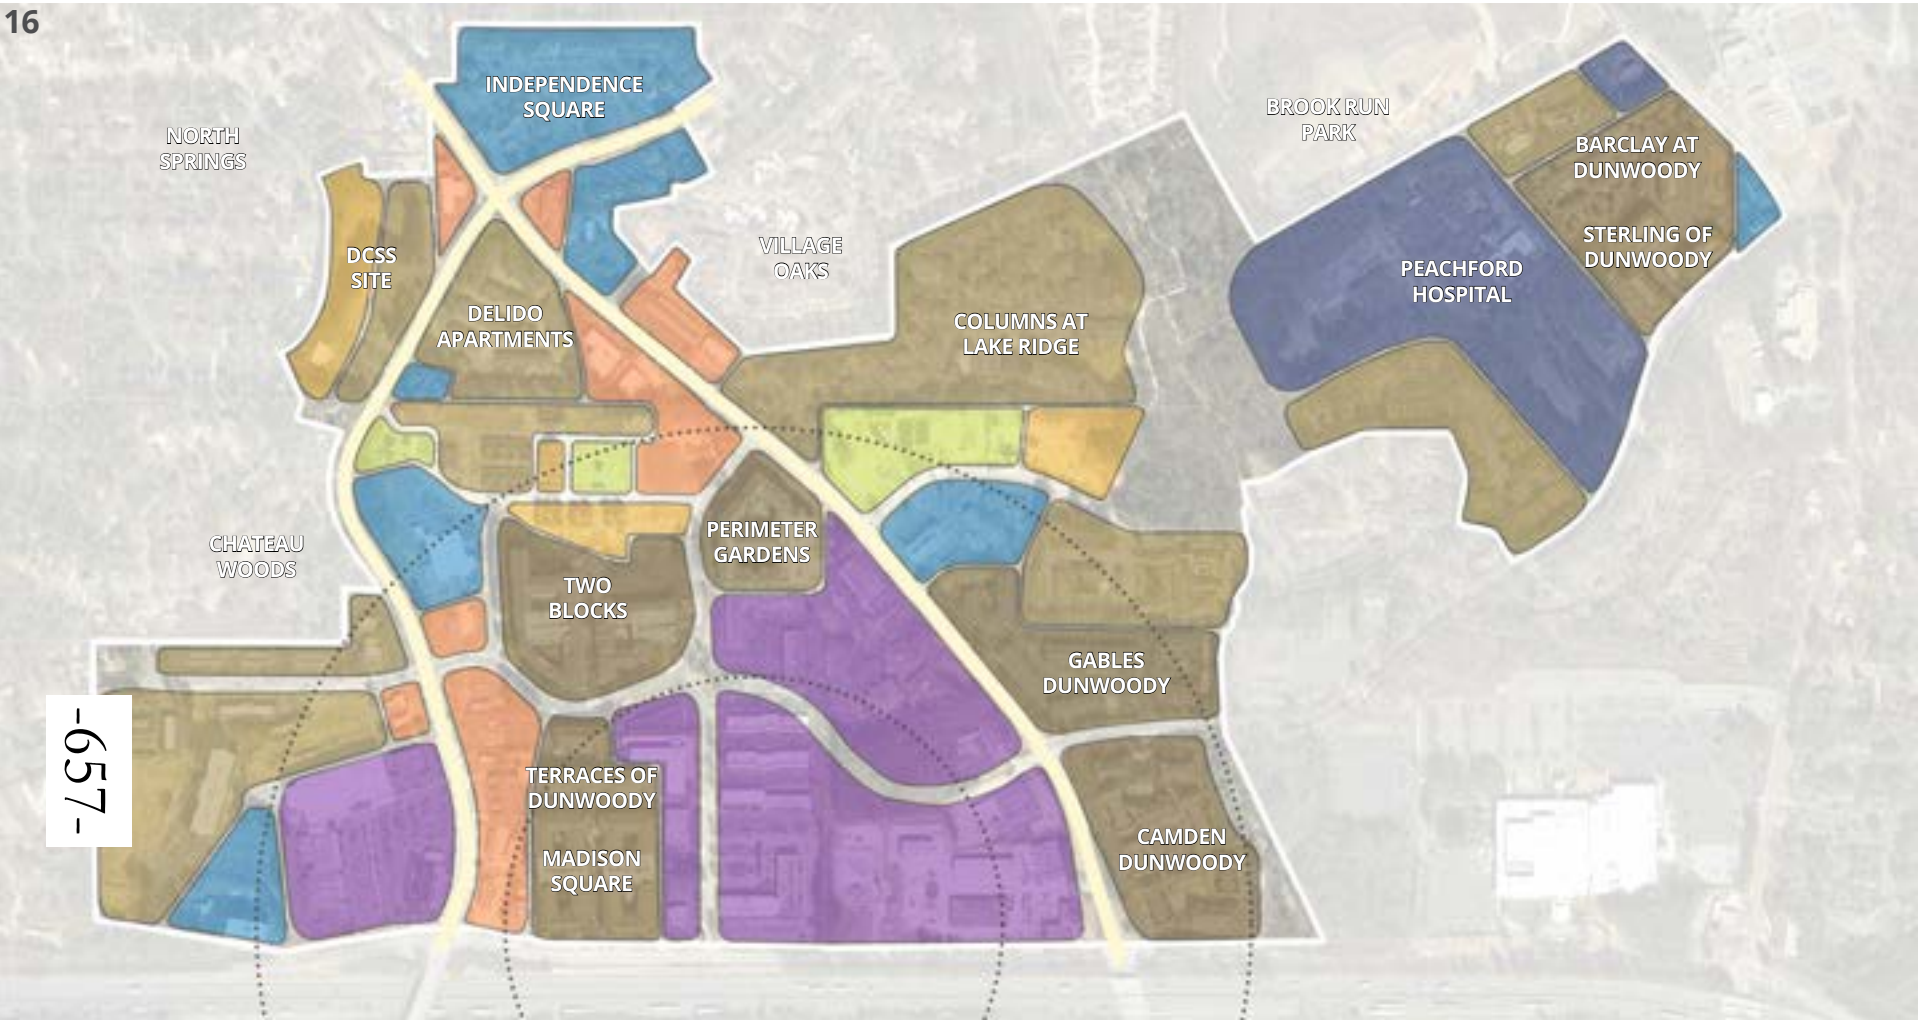 16
INDEPENDENCE
SQUARE
NORTH
SPRINGS
BROOK RUN
PARK
BARCLAY AT
DUNWOODY
DCSS
SITE
VILLAGE
OAKS
STERLING OF
DUNWOODY
PEACHFORD
HOSPITAL
DELIDO
APARTMENTS
COLUMNS AT
LAKE RIDGE
CHATEAU
WOODS
PERIMETER
GARDENS
TWO
BLOCKS
GABLES
DUNWOODY
-657-
TERRACES OF
DUNWOODY
MADISON
SQUARE
CAMDEN
DUNWOODY